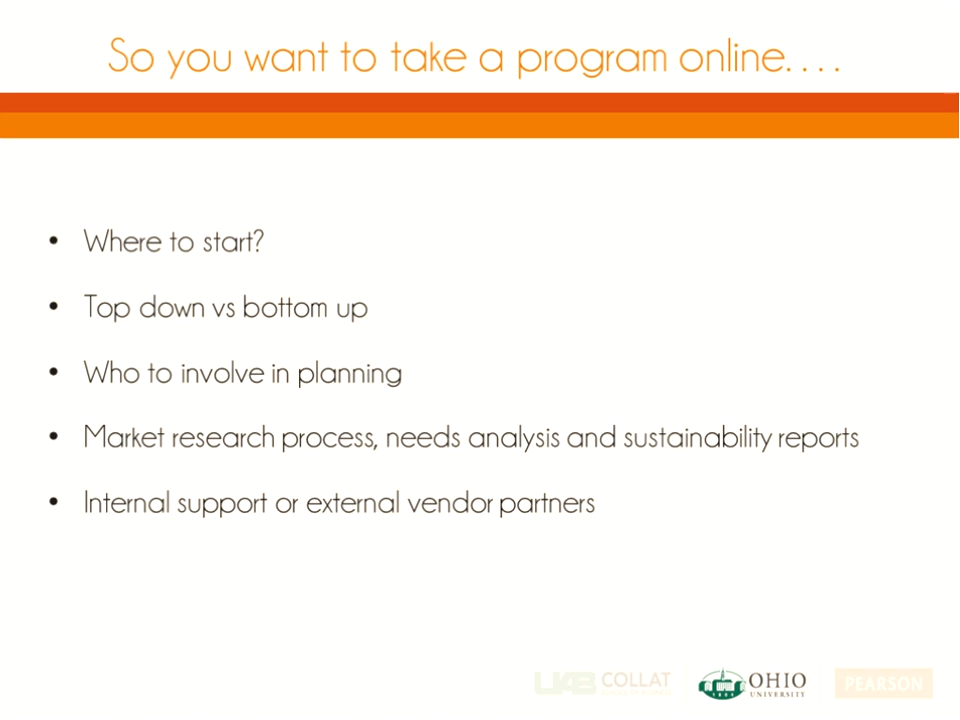 So you want to take a program online....
• Where to start?
• Top down vs bottom up
• Who to involve in planning
• Market research process, needs analysis and sustainability reports
• Internal support or external vendor partners
UAB COLLAT
OHIO
UNIVERSITY
PEARSON